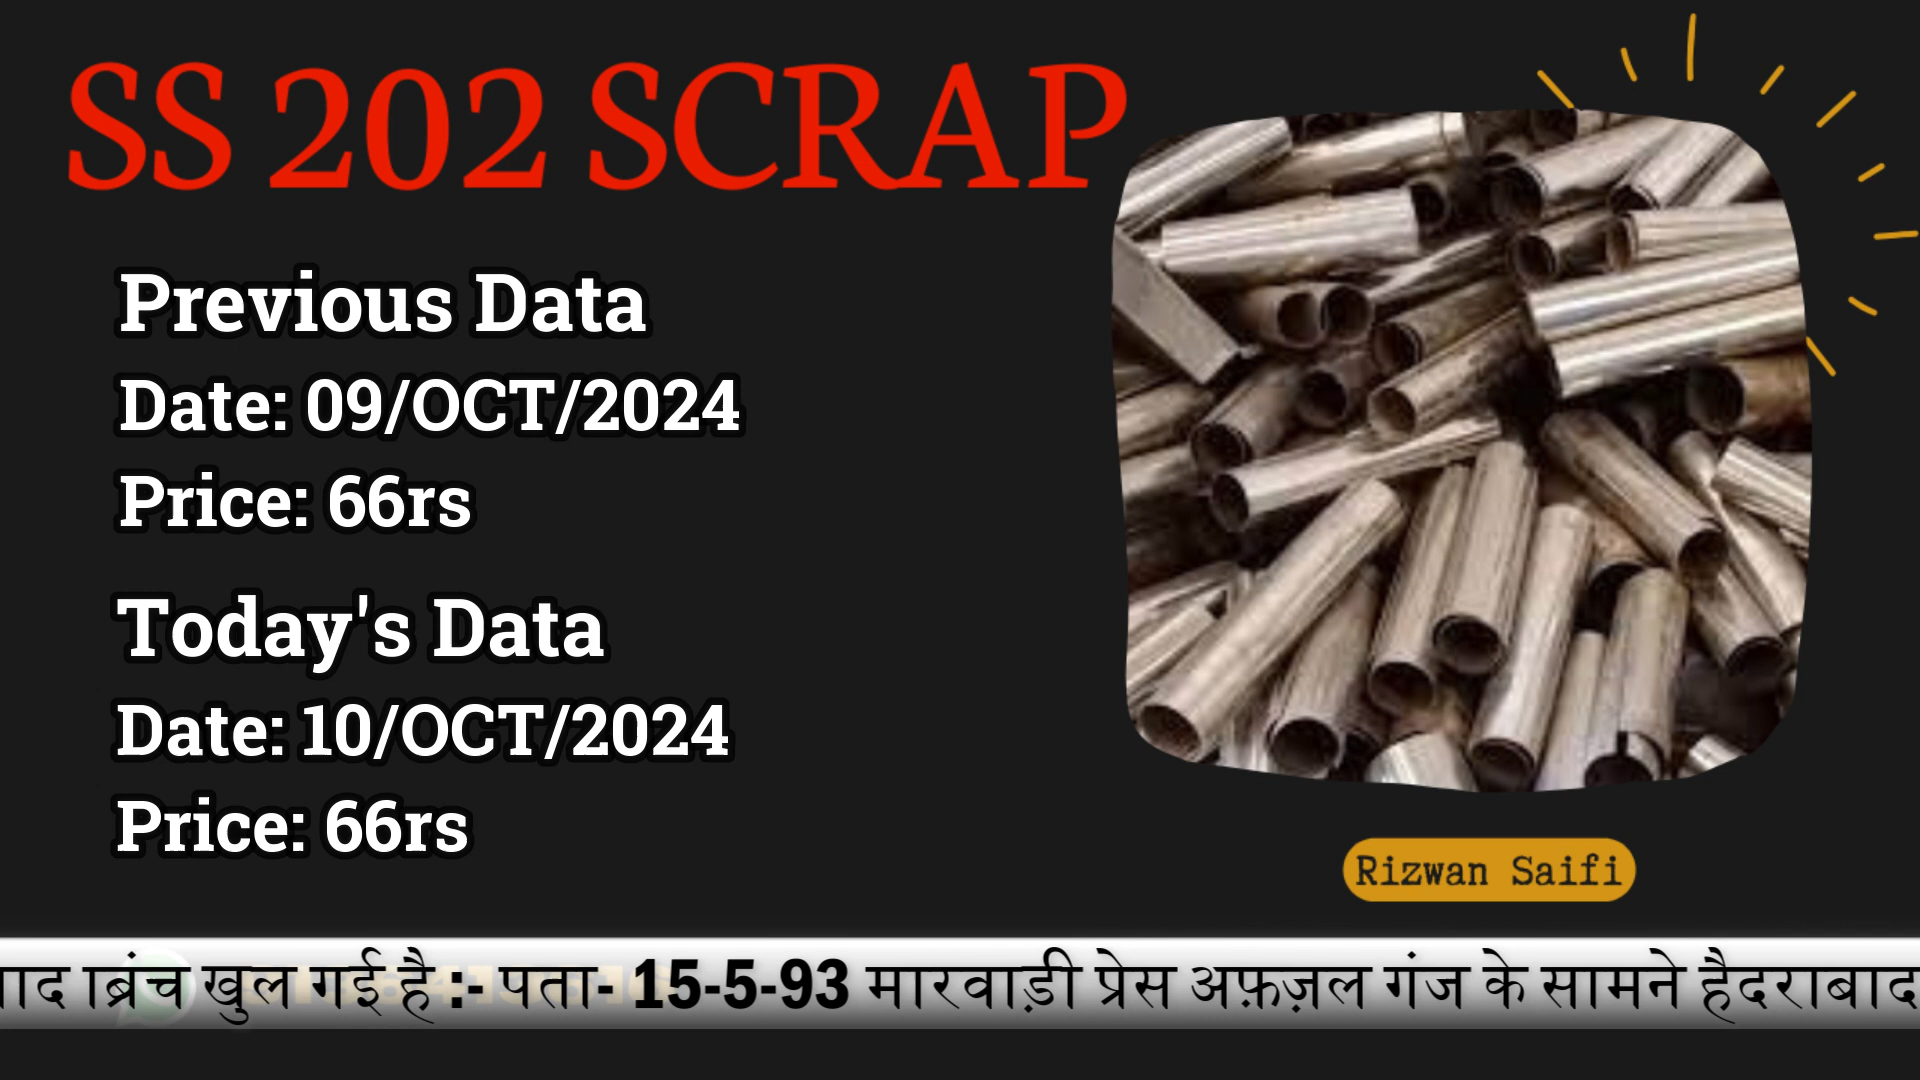 SS 202 SCRAP
Previous Data
Date: 09/OCT/2024
Price: 66rs
Today's Data
Date: 10/OCT/2024
Price: 66rs
Rizwan Saifi
ाद ब्रिंच खुल गई है :- पता- 15-5-93 मारवाड़ी प्रेस अफ़ज़ल गंज के सामने हैदराबाद